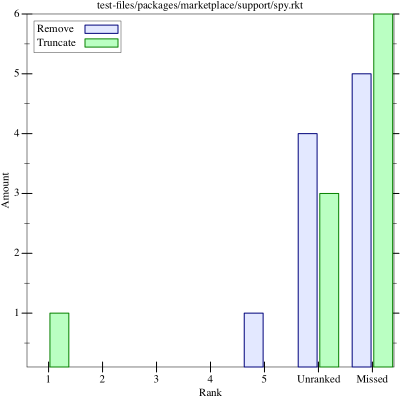 test-files/packages/marketplace/support/spy.rkt
Remove
Truncate
6
5
4
3
2
1
Amount
1 2 3 4 5 Unranked Missed
Rank